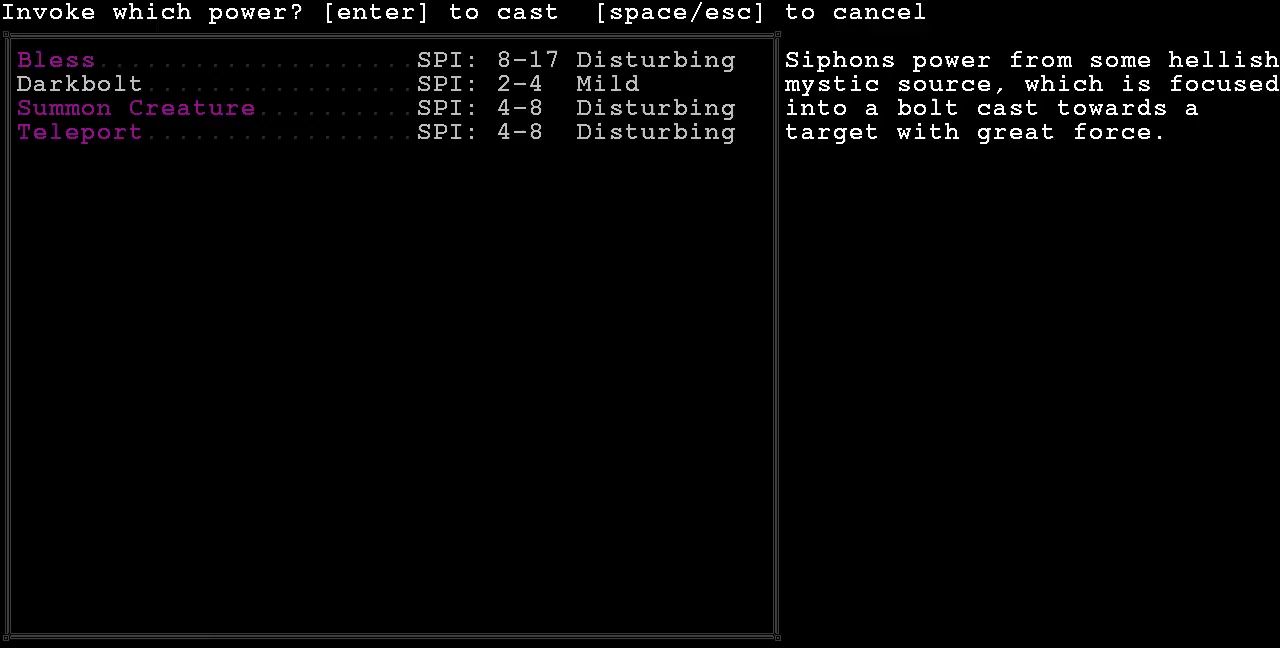 Invoke which power? [enter] to cast  [space/esc] to cancel
Bless....................SPI: 8-17 Disturbing
Darkbolt.................SPI: 2-4  Mild
Summon Creature..........SPI: 4-8  Disturbing
Teleport.................SPI: 4-8  Disturbing
Siphons power from some hellish
mystic source, which is focused
into a bolt cast towards a
target with great force.